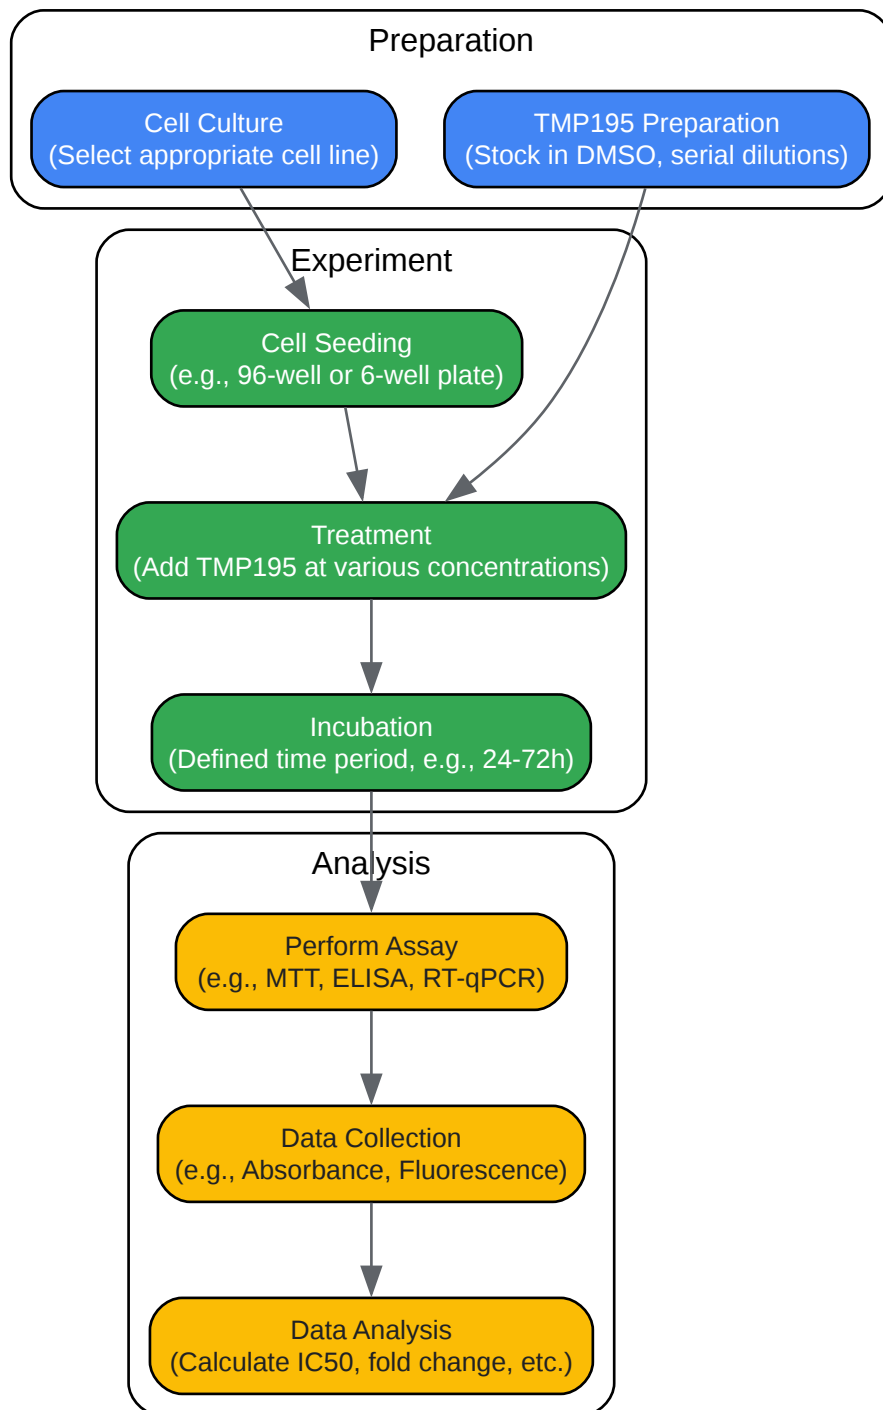 Preparation
Cell Culture
(Select appropriate cell line)
TMP195 Preparation
(Stock in DMSO, serial dilutions)
Experiment
Cell Seeding
(e.g., 96-well or 6-well plate)
Treatment
(Add TMP195 at various concentrations)
Incubation
(Defined time period, e.g., 24-72h)
Analysis
Perform Assay
(e.g., MTT, ELISA, RT-qPCR)
Data Collection
(e.g., Absorbance, Fluorescence)
Data Analysis
(Calculate IC50, fold change, etc.)